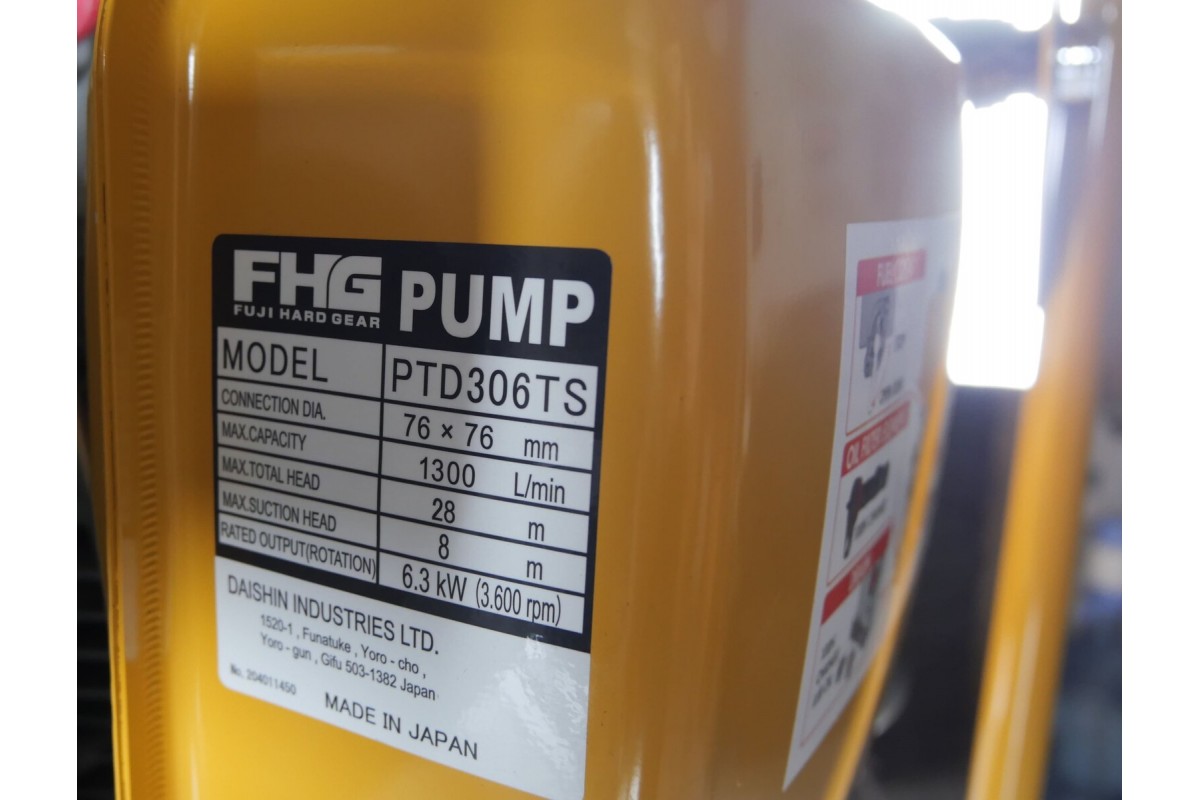 FHG PUMP
FUJI HARD GEAR
MODEL PTD306TS
CONNECTION DIA. 76 × 76 mm
MAX.CAPACITY 1300 L/min
MAX.TOTAL HEAD 28 m
MAX.SUCTION HEAD 8 m
RATED OUTPUT(ROTATION) 6.3 kW (3.600 rpm)
DAISHIN INDUSTRIES LTD.
1520-1 , Funatuke , Yoro - cho ,
Yoro - gun , Gifu 503-1382 Japan
No. 204011450
MADE IN JAPAN